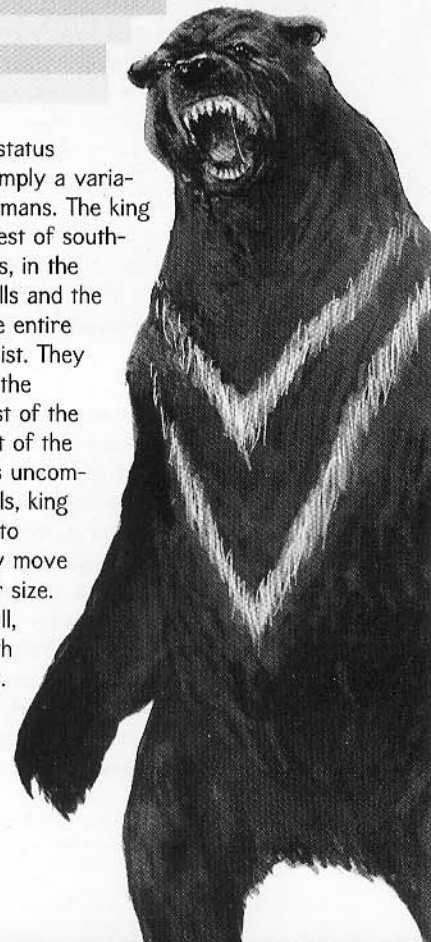 status
mply a varia-
mans. The king
est of south-
s, in the
lls and the
e entire
ist. They
the
st of the
t of the
s uncom-
ls, king
to
y move
r size.
ll,
h
.